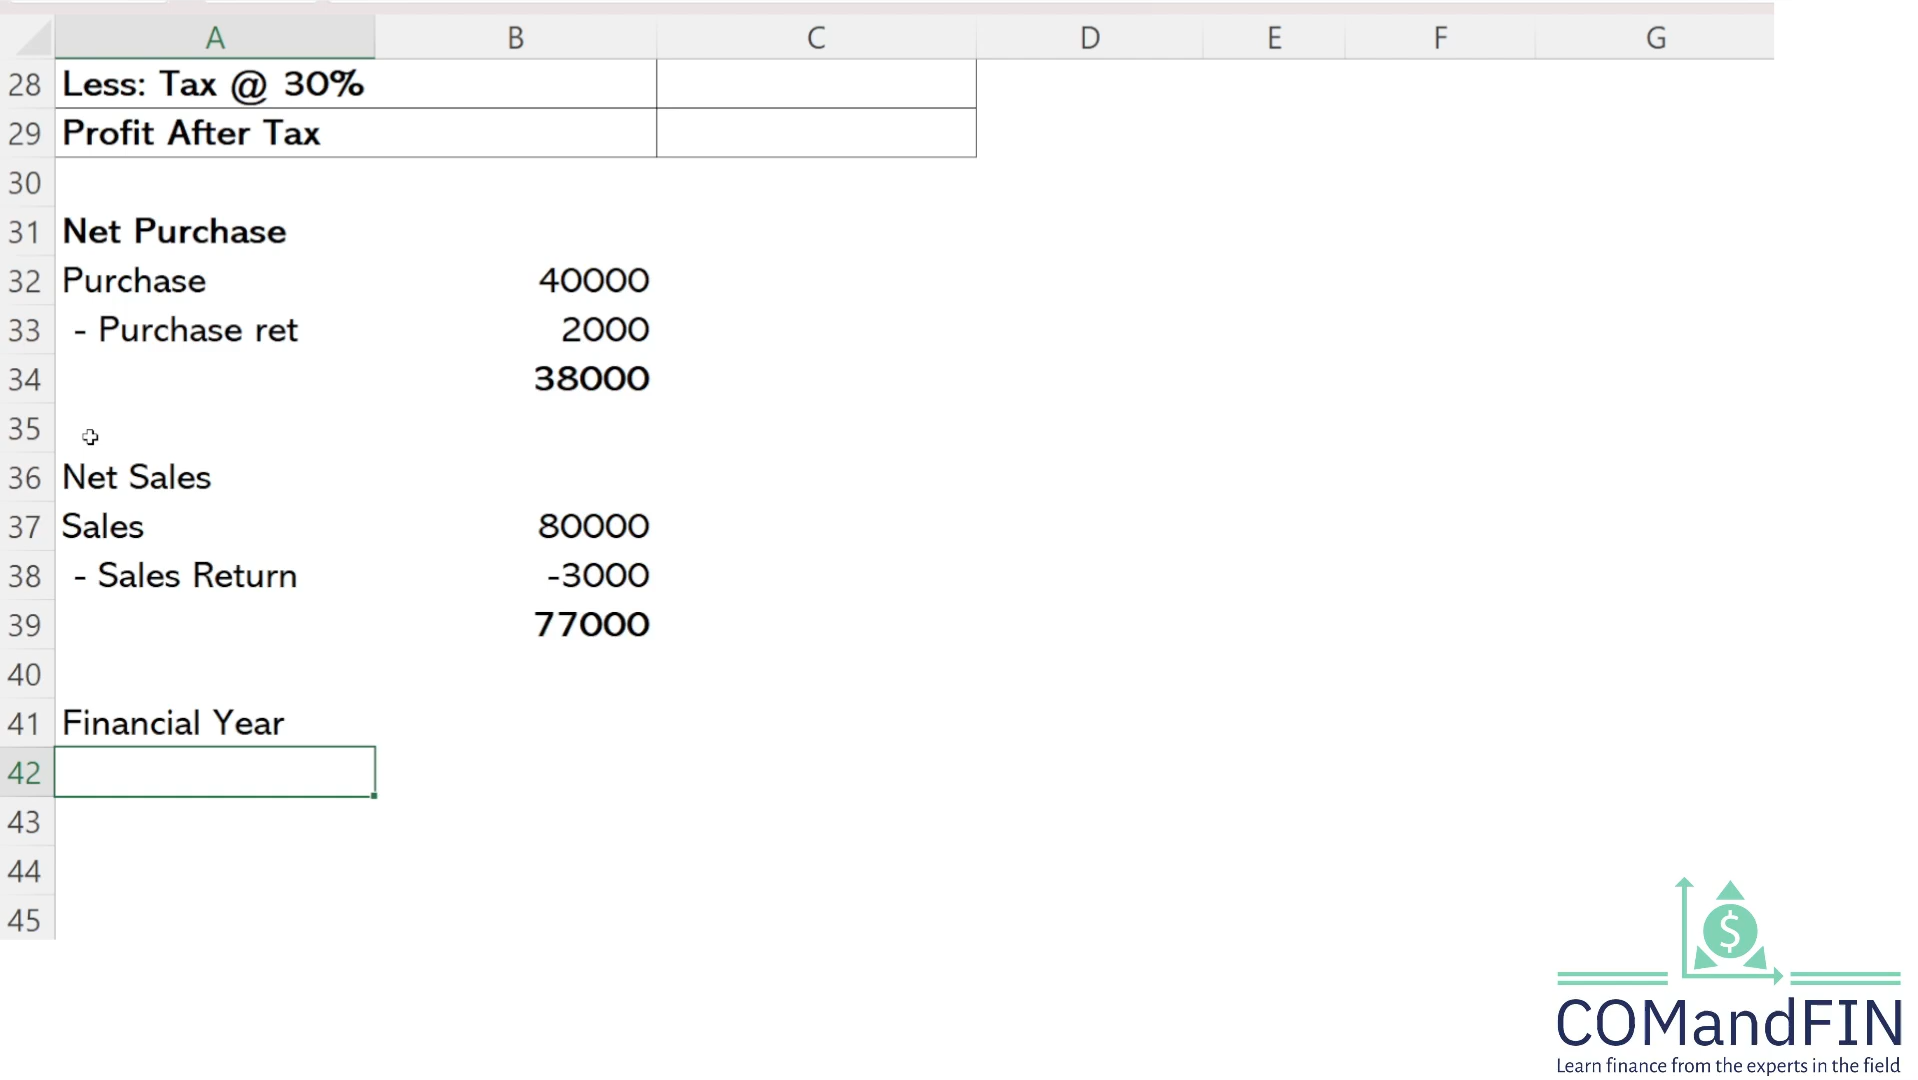 A B C D E F G
28 Less: Tax @ 30%
29 Profit After Tax
30
31 Net Purchase
32 Purchase 40000
33 - Purchase ret 2000
34 38000
35
36 Net Sales
37 Sales 80000
38 - Sales Return -3000
39 77000
40
41 Financial Year
42
43
44
45
$
COMandFIN
Learn finance from the experts in the field